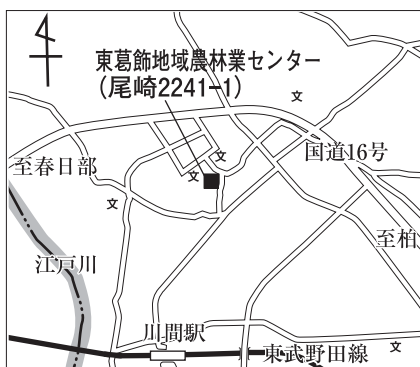 東葛飾地域農林業センター
(尾崎2241-1)
文
文
国道16号
至春日部
文
文
至柏
江戸川
川間駅
文
東武野田線